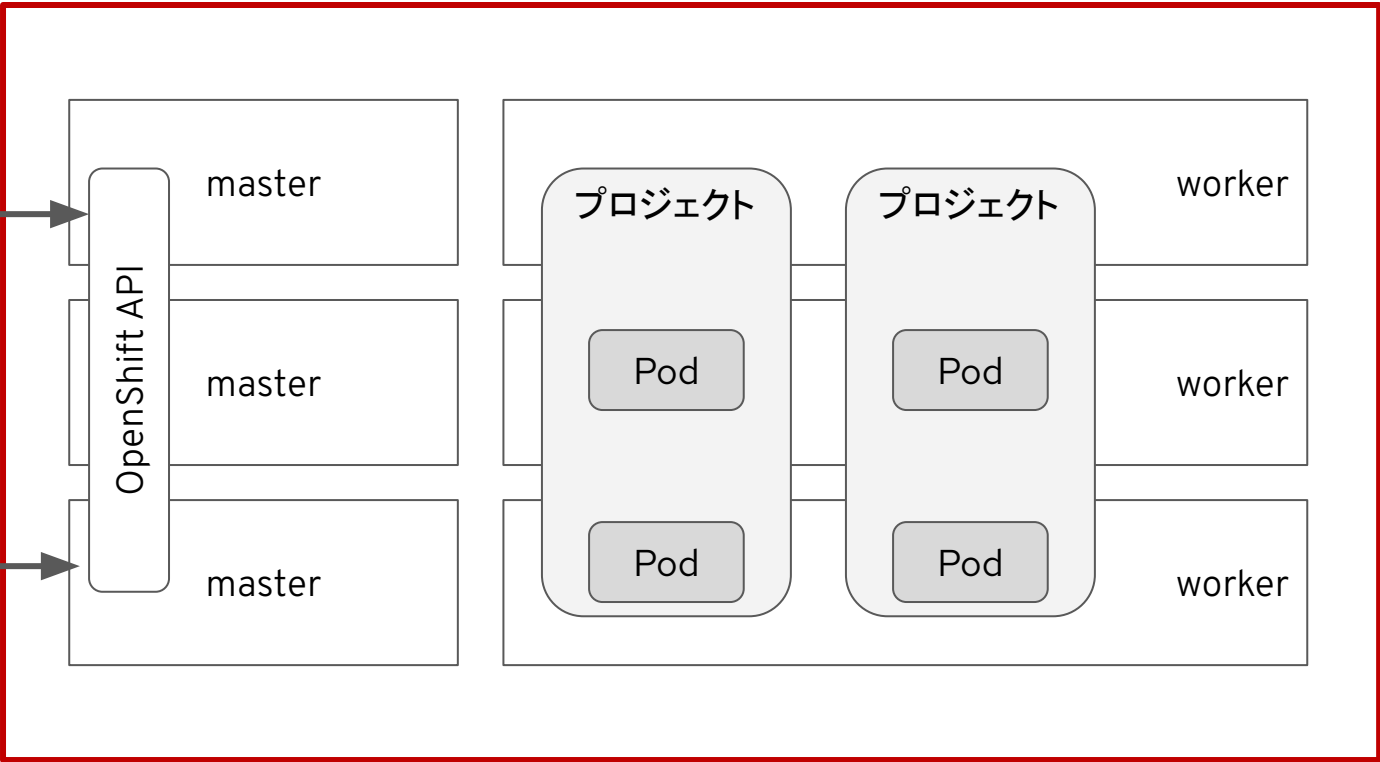 master
OpenShift API
master
master
プロジェクト
プロジェクト
worker
Pod
Pod
worker
Pod
Pod
worker